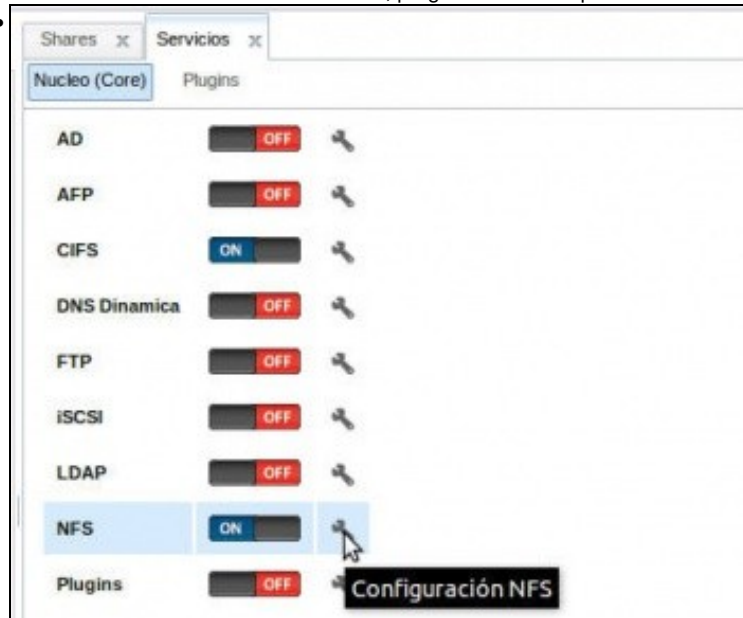 Shares x Servicios x
Nucleo (Core) Plugins
AD OFF
AFP OFF
CIFS ON
DNS Dinamica OFF
FTP OFF
iSCSI OFF
LDAP OFF
NFS ON
Plugins OFF Configuración NFS